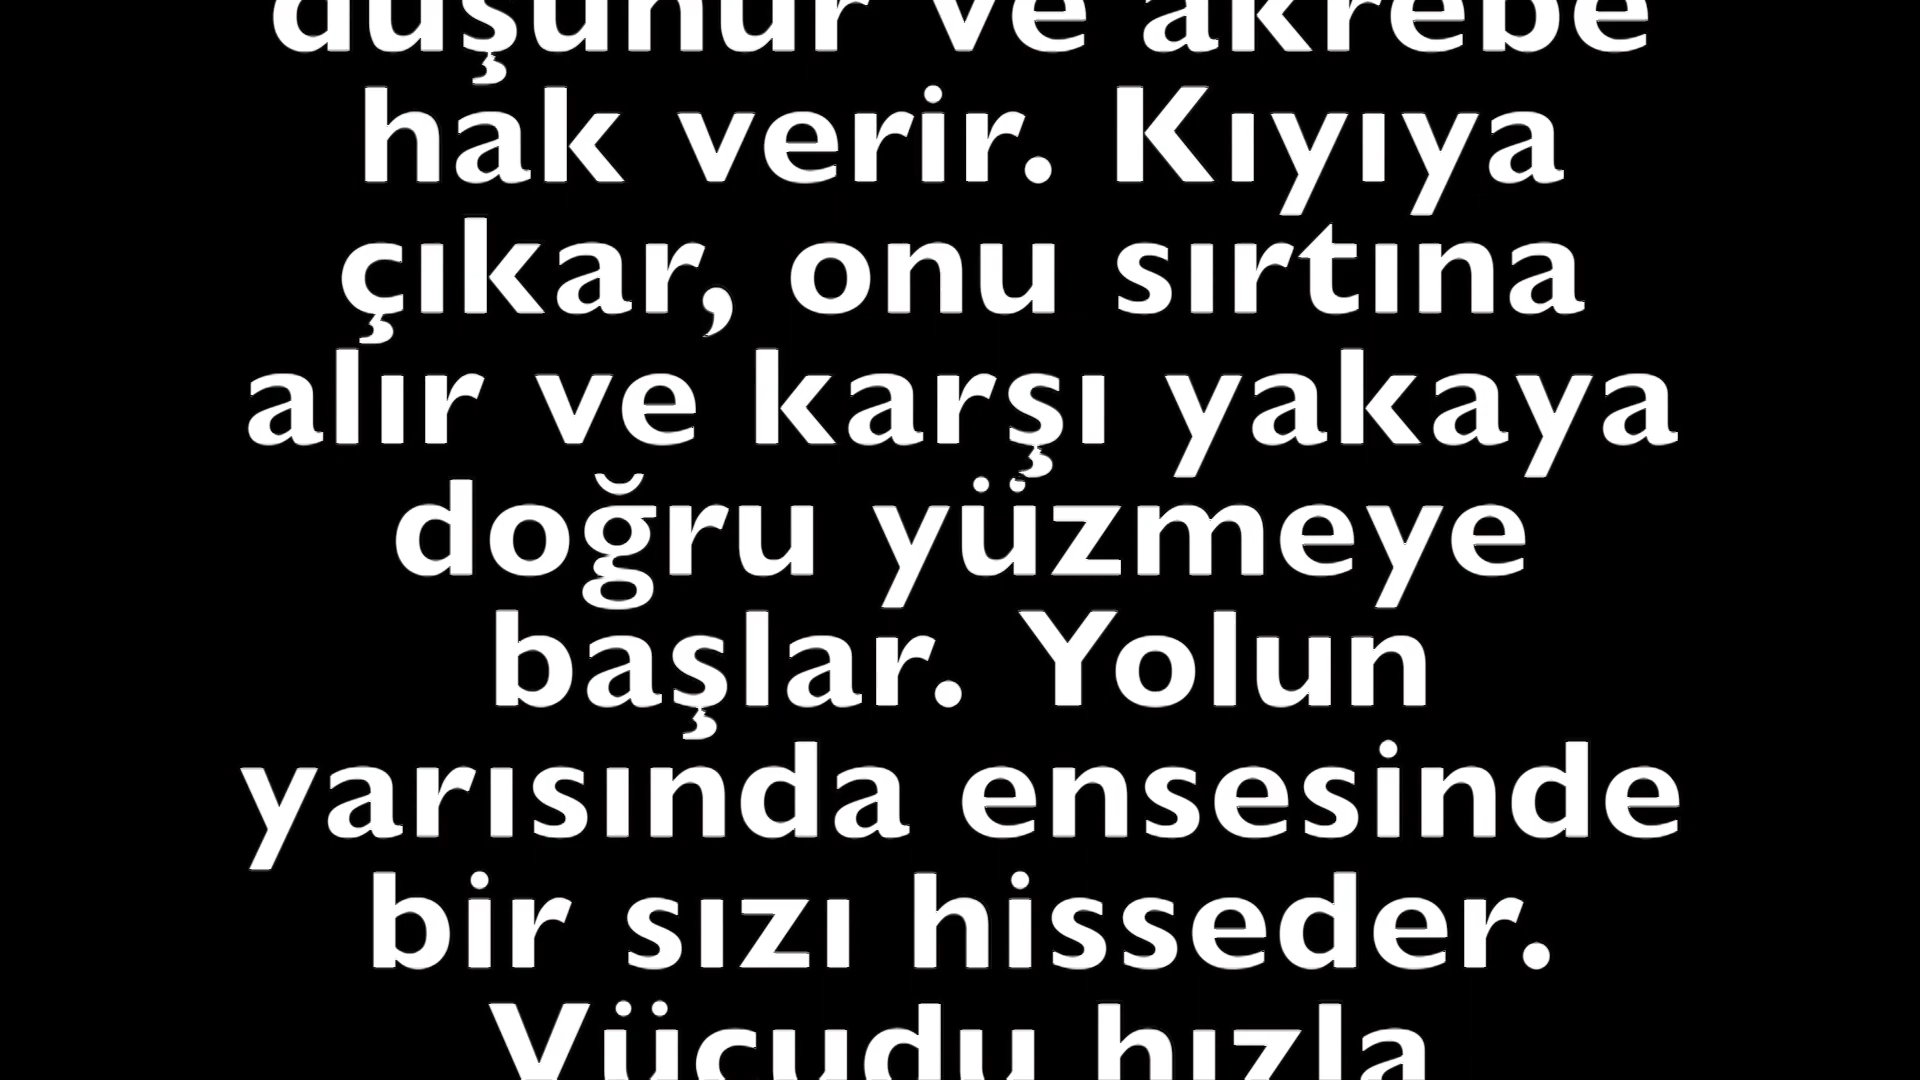 düşünür ve akrebe
hak verir. Kıyıya
çıkar, onu sırtına
alır ve karşı yakaya
doğru yüzmeye
başlar. Yolun
yarısında ensesinde
bir sızı hisseder.
Vücudu hızla